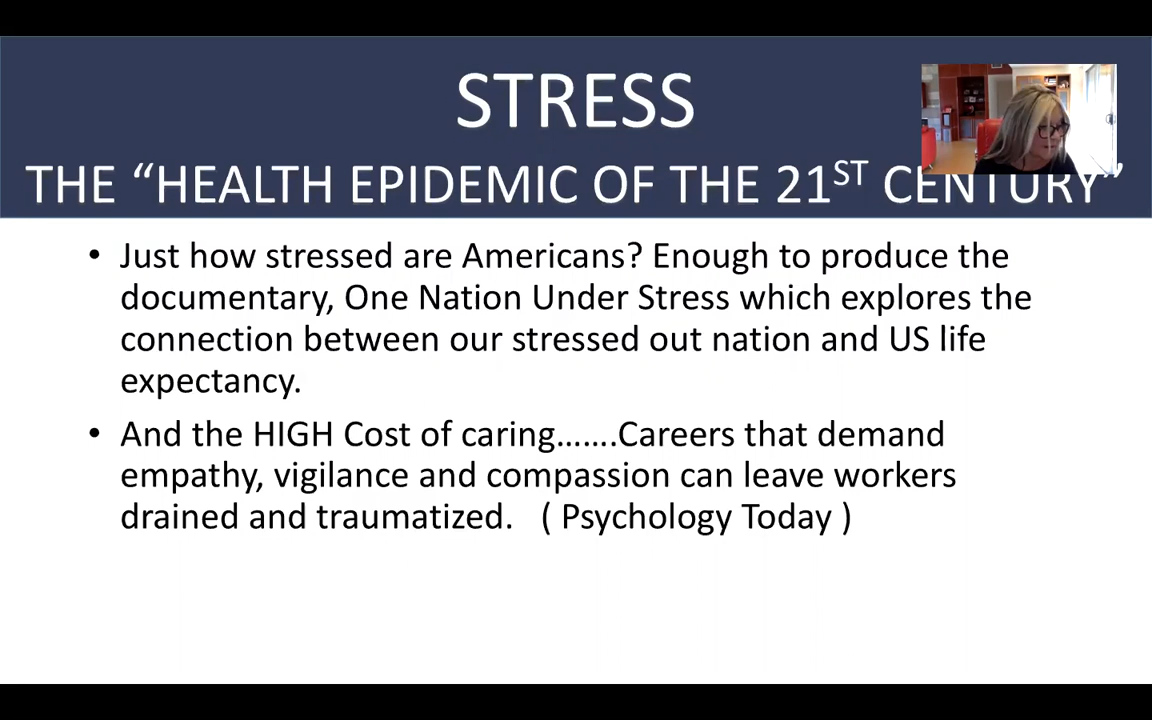 STRESS
THE “HEALTH EPIDEMIC OF THE 21ST CENTURY”
• Just how stressed are Americans? Enough to produce the
documentary, One Nation Under Stress which explores the
connection between our stressed out nation and US life
expectancy.
• And the HIGH Cost of caring…….Careers that demand
empathy, vigilance and compassion can leave workers
drained and traumatized. ( Psychology Today )